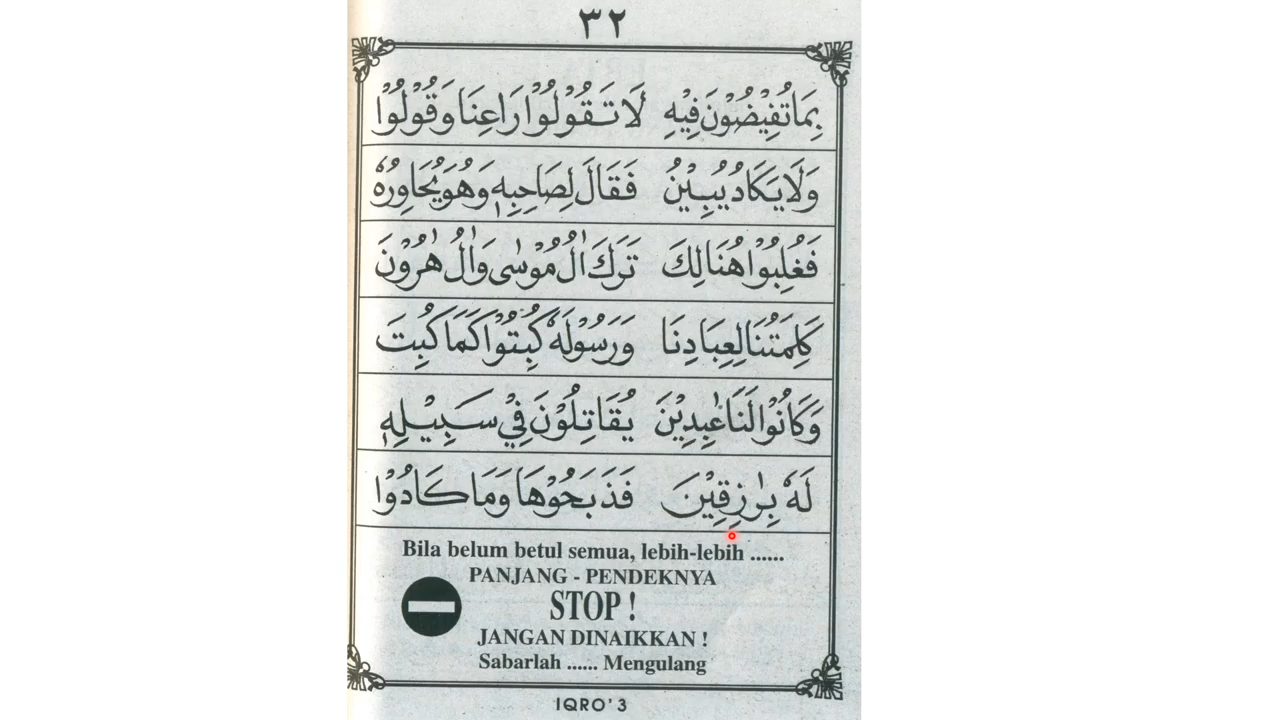 ٣٢
بِمَا تُفِيْضُوْنَ فِيْهِ لَا تَقُوْلُوْا رَاعِنَا وَقُوْلُوْا
وَلَا يَكَادُ يُبِيْنُ فَقَالَ لِصَاحِبِهٖ وَهُوَ يُحَاوِرُهٗ
فَغُلِبُوْا هُنَالِكَ تَرَكَ اٰلُ مُوْسٰى وَاٰلُ هٰرُوْنَ
كَلِمَتُنَا لِعِبَادِنَا وَرَسُوْلَهٗ كُبِتُوْا كَمَا كُبِتَ
وَكَانُوْا لَنَا عٰبِدِيْنَ يُقَاتِلُوْنَ فِيْ سَبِيْلِهٖ
لَهٗ بِرٰزِقِيْنَ فَذَبَحُوْهَا وَمَا كَادُوْا
Bila belum betul semua, lebih-lebih ......
PANJANG - PENDEKNYA
STOP !
JANGAN DINAIKKAN !
Sabarlah ...... Mengulang
IQRO' 3